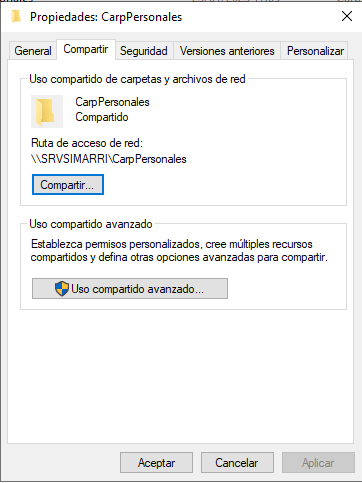 Propiedades: CarpPersonales
General
Compartir
Seguridad
Versiones anteriores
Personalizar
Uso compartido de carpetas y archivos de red
CarpPersonales
Compartido
Ruta de acceso de red:
\\SRVSIMARRI\CarpPersonales
Compartir...
Uso compartido avanzado
Establezca permisos personalizados, cree múltiples recursos
compartidos y defina otras opciones avanzadas para compartir.
Uso compartido avanzado...
Aceptar
Cancelar
Aplicar